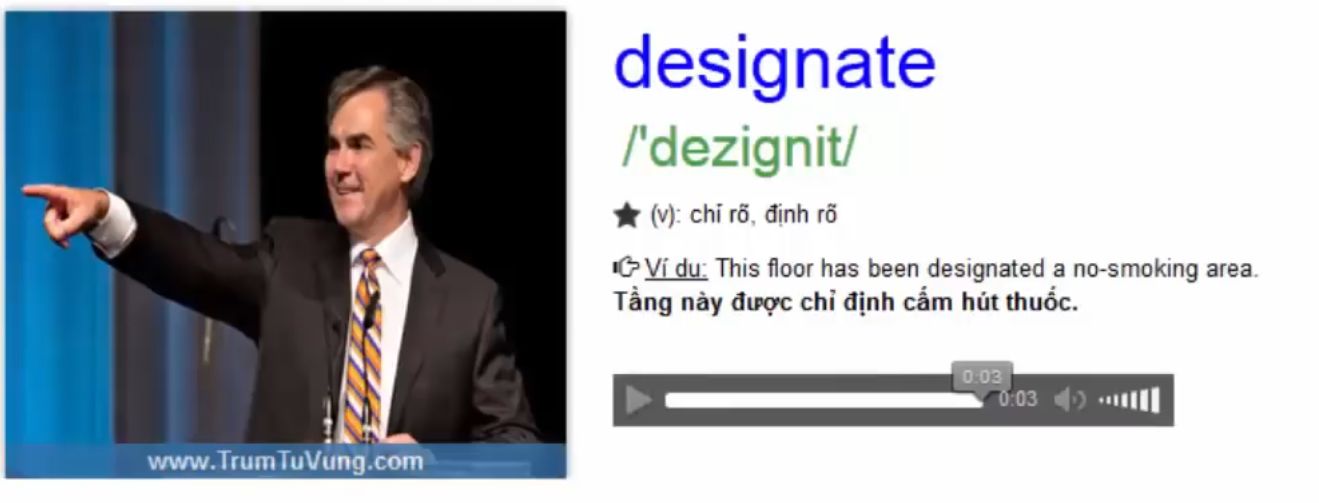 designate
/'dezignit/
★ (v): chỉ rõ, định rõ
Ví dụ: This floor has been designated a no-smoking area.
Tầng này được chỉ định cấm hút thuốc.
0:03
0:03
www.TrumTuVung.com